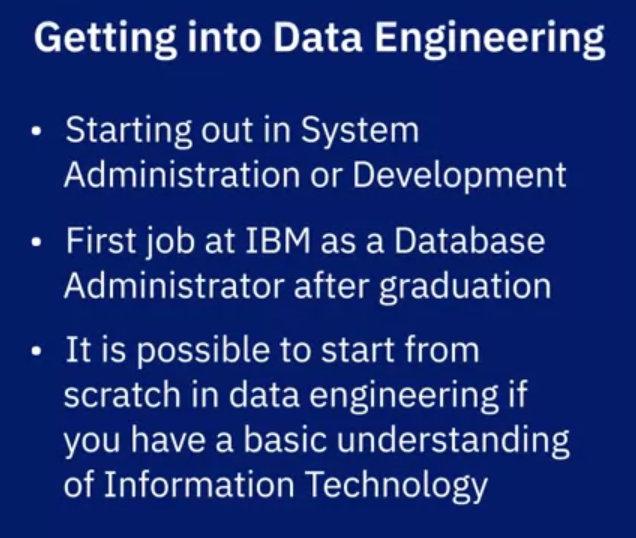 Getting into Data Engineering
• Starting out in System
Administration or Development
• First job at IBM as a Database
Administrator after graduation
• It is possible to start from
scratch in data engineering if
you have a basic understanding
of Information Technology